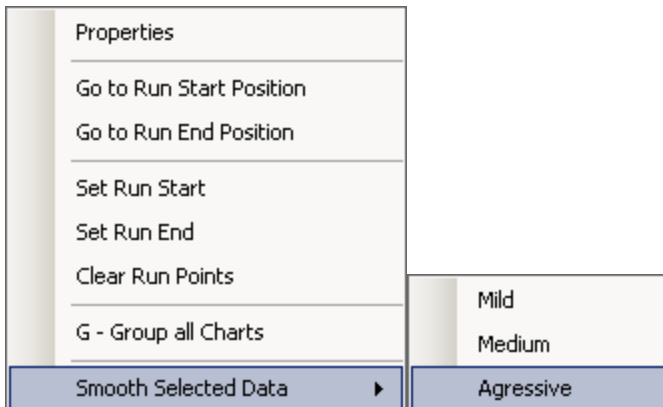 Properties
Go to Run Start Position
Go to Run End Position
Set Run Start
Set Run End
Clear Run Points
G - Group all Charts
Smooth Selected Data
Mild
Medium
Agressive